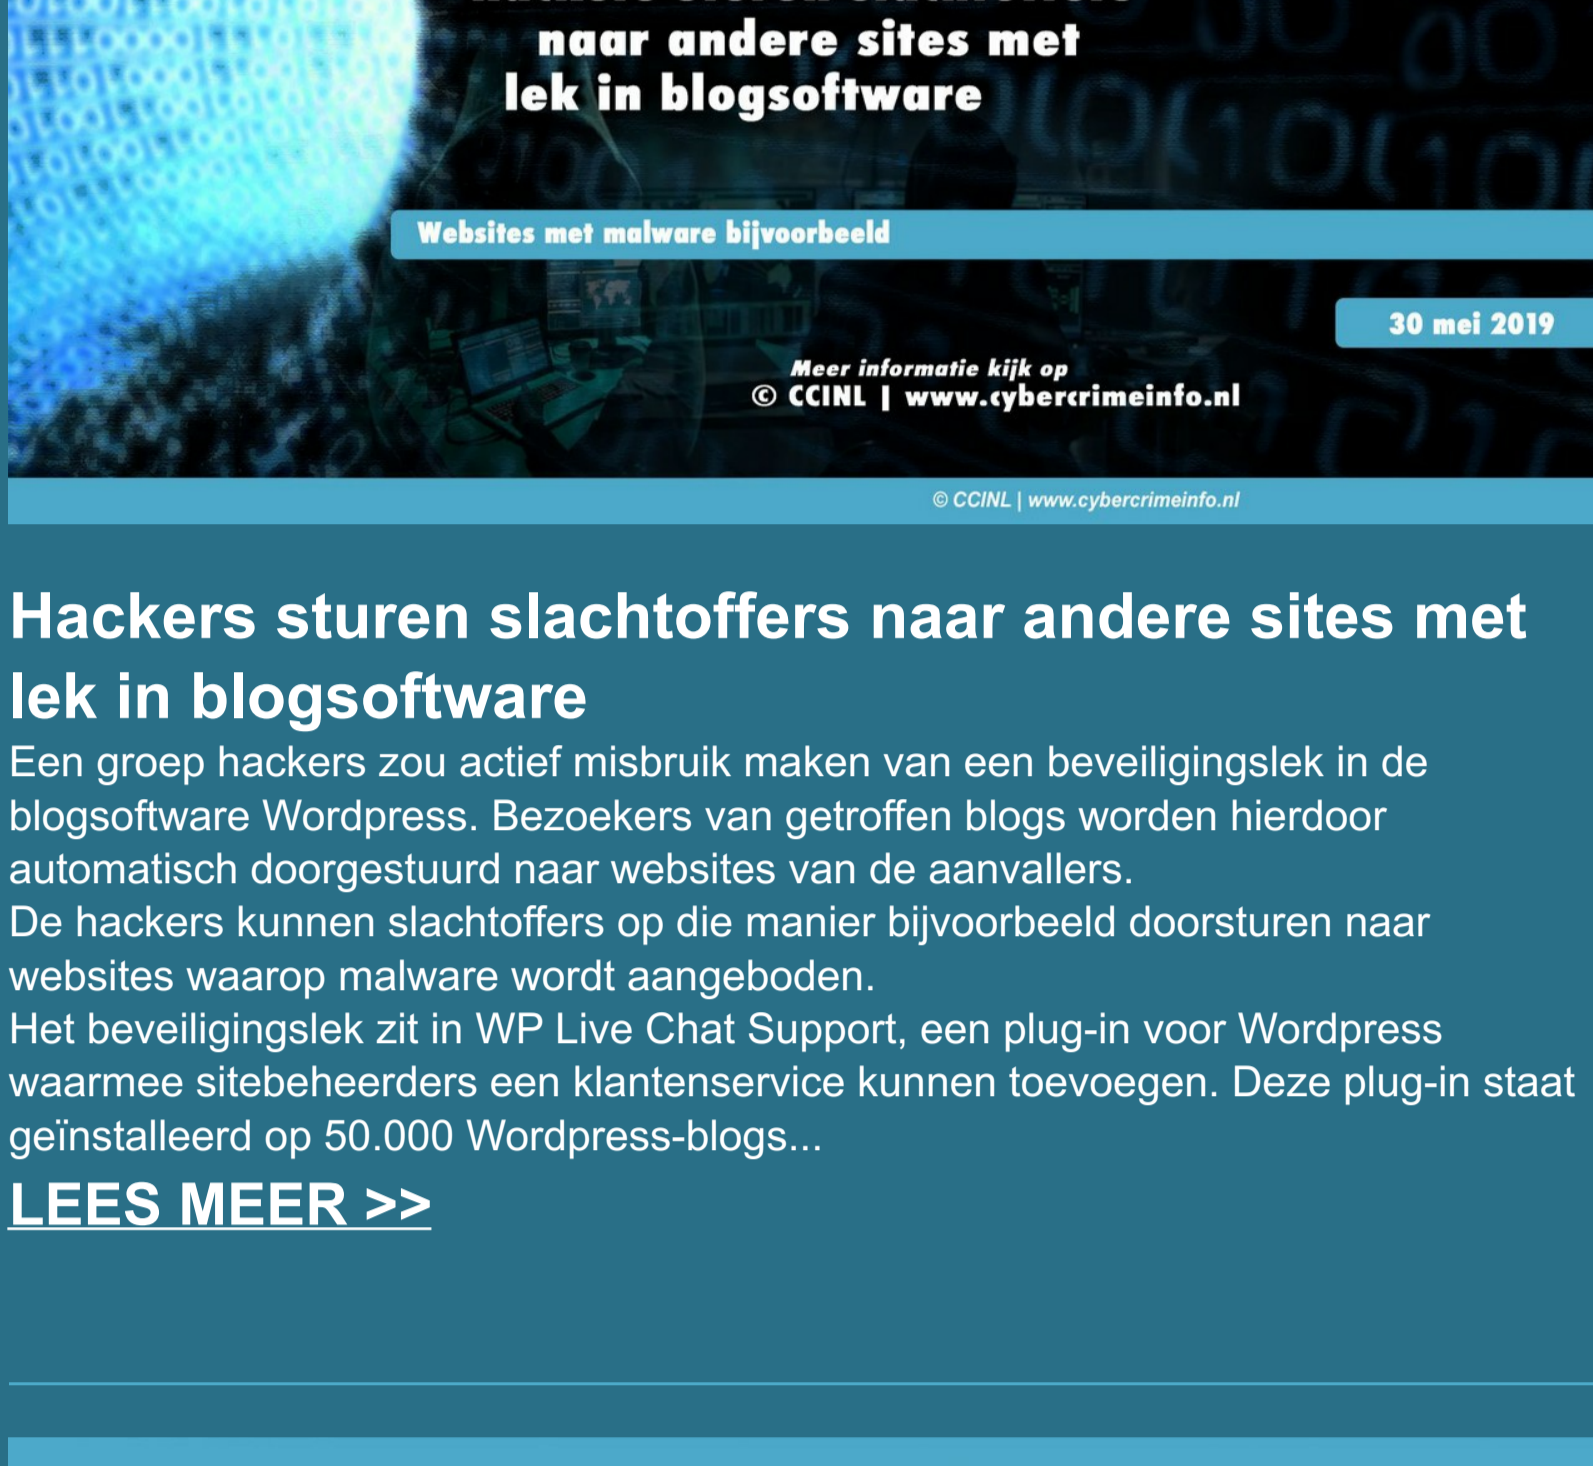 naar andere sites met
lek in blogsoftware
Websites met malware bijvoorbeeld
30 mei 2019
Meer informatie kijk op
© CCINL | www.cybercrimeinfo.nl
© CCINL | www.cybercrimeinfo.nl
Hackers sturen slachtoffers naar andere sites met
lek in blogsoftware
Een groep hackers zou actief misbruik maken van een beveiligingslek in de
blogsoftware Wordpress. Bezoekers van getroffen blogs worden hierdoor
automatisch doorgestuurd naar websites van de aanvallers.
De hackers kunnen slachtoffers op die manier bijvoorbeeld doorsturen naar
websites waarop malware wordt aangeboden.
Het beveiligingslek zit in WP Live Chat Support, een plug-in voor Wordpress
waarmee sitebeheerders een klantenservice kunnen toevoegen. Deze plug-in staat
geïnstalleerd op 50.000 Wordpress-blogs...
LEES MEER >>